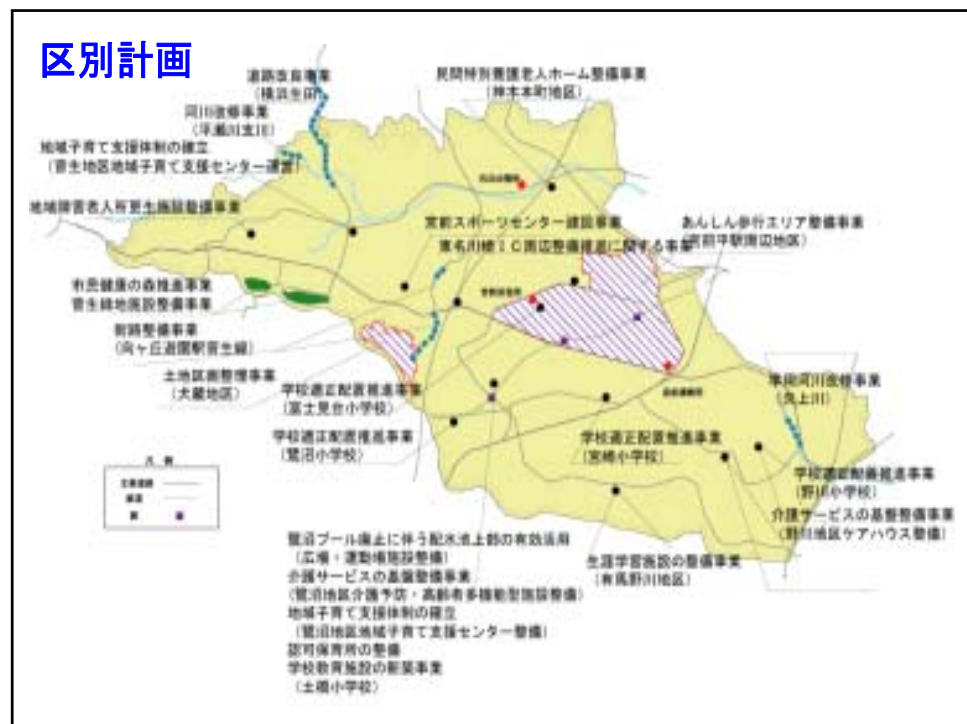 区別計画
道路改良事業
(横浜生田)
河川改修事業
(平瀬川支川)
地域子育て支援体制の確立
(菅生地区地域子育て支援センター運営)
民間特別養護老人ホーム整備事業
(神木本町地区)
宮前スポーツセンター建設事業
東名川崎IC周辺整備推進に関する事業
あんしん歩行エリア整備事業
(宮前平駅周辺地区)
市民健康の森推進事業
菅生緑地施設整備事業
街路整備事業
(向ヶ丘遊園駅菅生線)
土地区画整理事業
(犬蔵地区)
学校適正配置推進事業
(富士見台小学校)
学校適正配置推進事業
(鷺沼小学校)
学校適正配置推進事業
(宮崎小学校)
準用河川改修事業
(矢上川)
学校適正配置推進事業
(野川小学校)
介護サービスの基盤整備事業
(野川地区ケアハウス整備)
生涯学習施設の整備事業
(有馬野川地区)
凡例
主要道路
鉄道
駅
鷺沼プール廃止に伴う配水池上部の有効活用
(広場・運動場施設整備)
介護サービスの基盤整備事業
(鷺沼地区介護予防・高齢者多機能型施設整備)
地域子育て支援体制の確立
(鷺沼地区地域子育て支援センター整備)
認可保育所の整備
学校教育施設の新築事業
(土橋小学校)